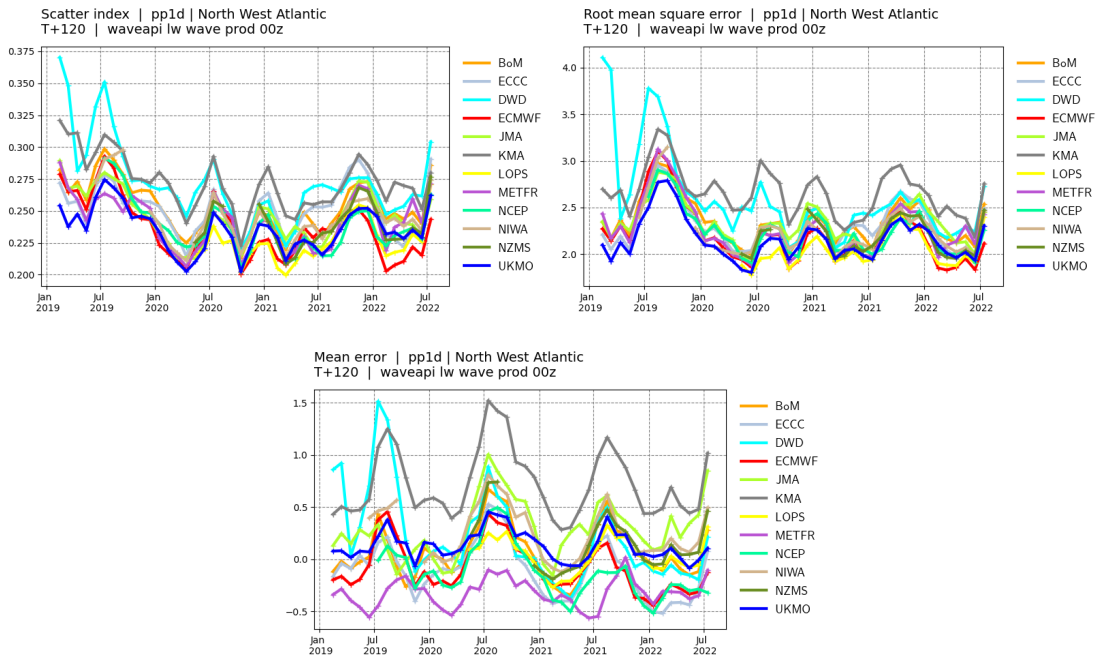 Scatter index | pp1d | North West Atlantic
T+120 | waveapi lw wave prod 00z
0.375
0.350
0.325
0.300
0.275
0.250
0.225
0.200
Jan
2019
Jul
2019
Jan
2020
Jul
2020
Jan
2021
Jul
2021
Jan
2022
Jul
2022
BoM
ECCC
DWD
ECMWF
JMA
KMA
LOPS
METFR
NCEP
NIWA
NZMS
UKMO
Root mean square error | pp1d | North West Atlantic
T+120 | waveapi lw wave prod 00z
4.0
3.5
3.0
2.5
2.0
Jan
2019
Jul
2019
Jan
2020
Jul
2020
Jan
2021
Jul
2021
Jan
2022
Jul
2022
BoM
ECCC
DWD
ECMWF
JMA
KMA
LOPS
METFR
NCEP
NIWA
NZMS
UKMO
Mean error | pp1d | North West Atlantic
T+120 | waveapi lw wave prod 00z
1.5
1.0
0.5
0.0
−0.5
Jan
2019
Jul
2019
Jan
2020
Jul
2020
Jan
2021
Jul
2021
Jan
2022
Jul
2022
BoM
ECCC
DWD
ECMWF
JMA
KMA
LOPS
METFR
NCEP
NIWA
NZMS
UKMO